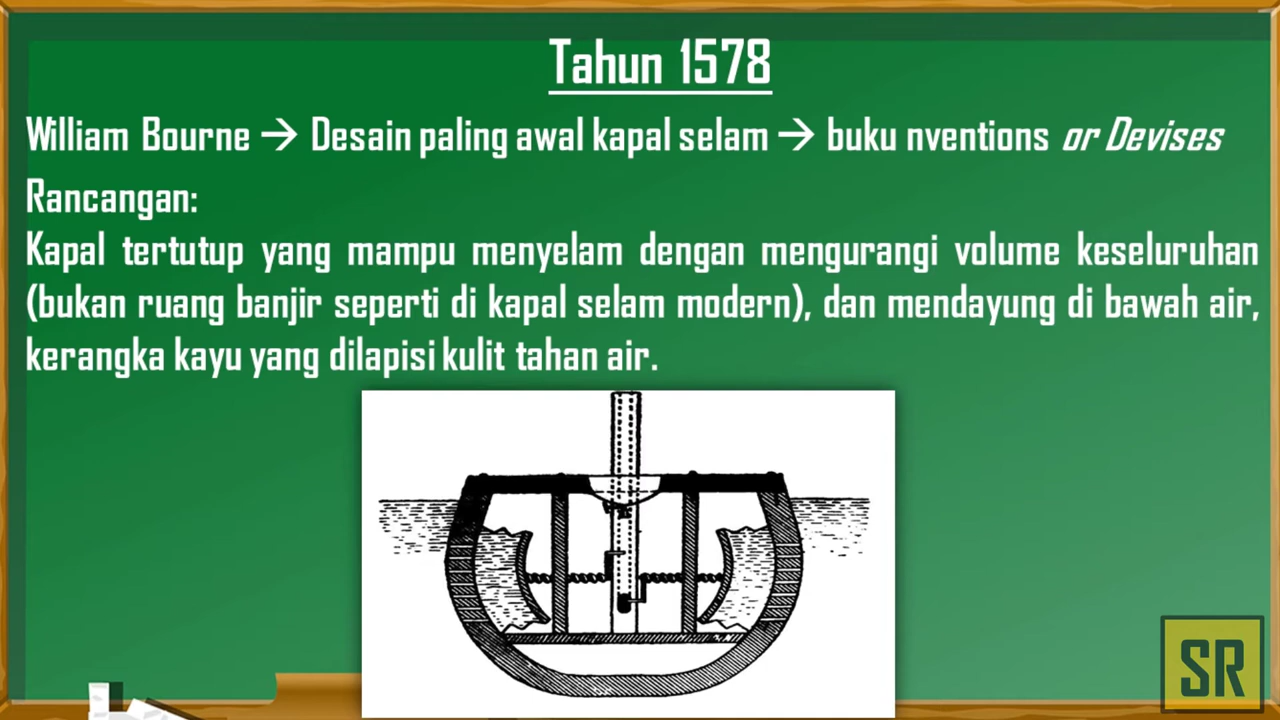 Tahun 1578
William Bourne → Desain paling awal kapal selam → buku nventions or Devises
Rancangan:
Kapal tertutup yang mampu menyelam dengan mengurangi volume keseluruhan
(bukan ruang banjir seperti di kapal selam modern), dan mendayung di bawah air,
kerangka kayu yang dilapisi kulit tahan air.
SR